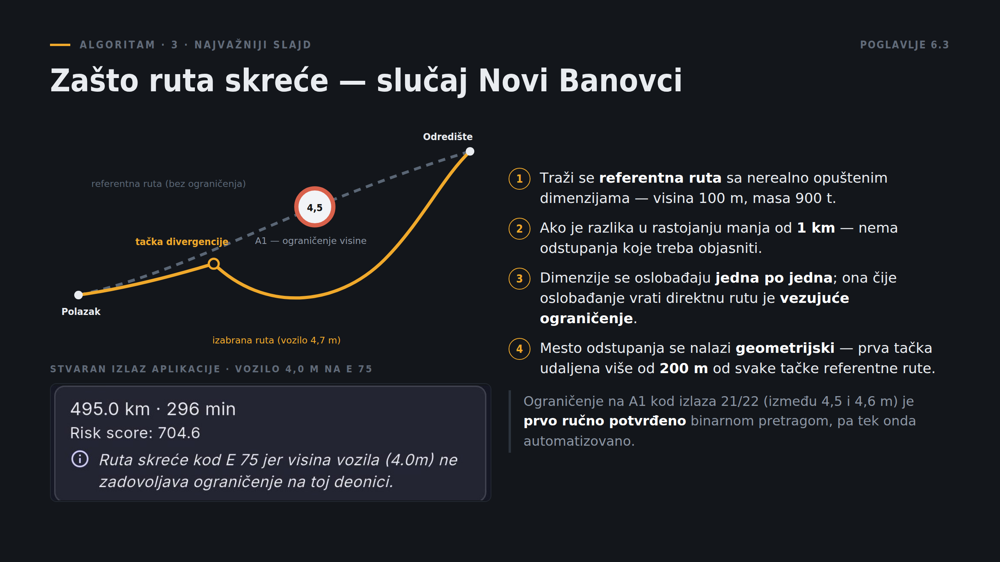 ALGORITAM · 3 · NAJVAŽNIJI SLAJD
POGLAVLJE 6.3
Zašto ruta skreće — slučaj Novi Banovci
Odredište
referentna ruta (bez ograničenja)
4,5
tačka divergencije
A1 — ograničenje visine
Polazak
izabrana ruta (vozilo 4,7 m)
STVARAN IZLAZ APLIKACIJE · VOZILO 4,0 M NA E 75
495.0 km · 296 min
Risk score: 704.6
Ruta skreće kod E 75 jer visina vozila (4.0m) ne
zadovoljava ograničenje na toj deonici.
1 Traži se referentna ruta sa nerealno opuštenim
dimenzijama — visina 100 m, masa 900 t.
2 Ako je razlika u rastojanju manja od 1 km — nema
odstupanja koje treba objasniti.
3 Dimenzije se oslobađaju jedna po jedna; ona čije
oslobađanje vrati direktnu rutu je vezujuće
ograničenje.
4 Mesto odstupanja se nalazi geometrijski — prva tačka
udaljena više od 200 m od svake tačke referentne rute.
Ograničenje na A1 kod izlaza 21/22 (između 4,5 i 4,6 m) je
prvo ručno potvrđeno binarnom pretragom, pa tek onda
automatizovano.